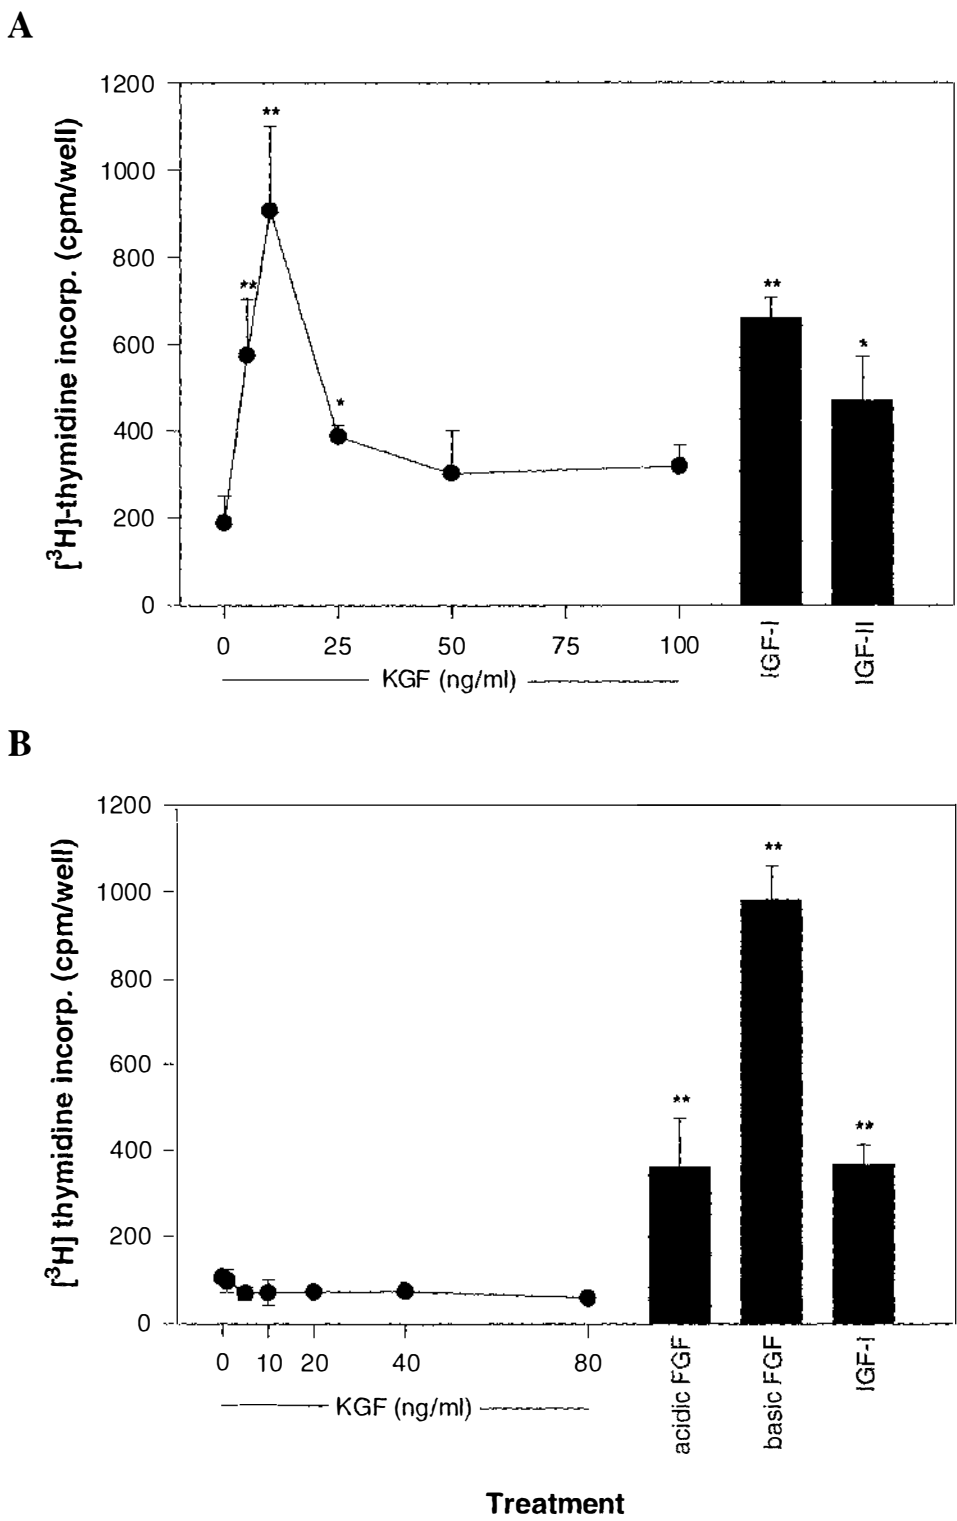 A
1200
1000
800
600
400
200
0
[³H]-thymidine incorp. (cpm/well)
**
**
*
**
*
0 25 50 75 100
KGF (ng/ml)
IGF-I
IGF-II
B
1200
1000
800
600
400
200
0
[³H] thymidine incorp. (cpm/well)
**
**
**
0 10 20 40 80
KGF (ng/ml)
acidic FGF
basic FGF
IGF-I
Treatment